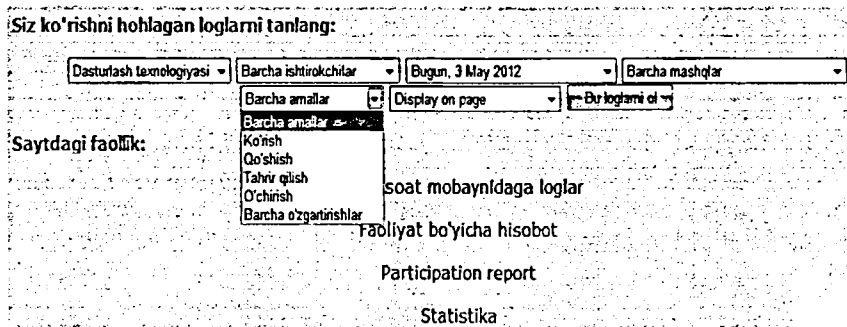 Siz ko'rishni hohlagan loglarni tanlang:
Dasturlash texnologiyasi Barcha ishtirokchilar Bugun, 3 May 2012 Barcha mashqlar
Barcha amallar Display on page Bu loglarni ol
Barcha amallar
Ko'rish
Saytdagi faollik:
Qo'shish
Tahrir qilish
soat mobaynidaga loglar
O'chirish
Barcha o'zgartirishlar
Faoliyat bo'yicha hisobot
Participation report
Statistika